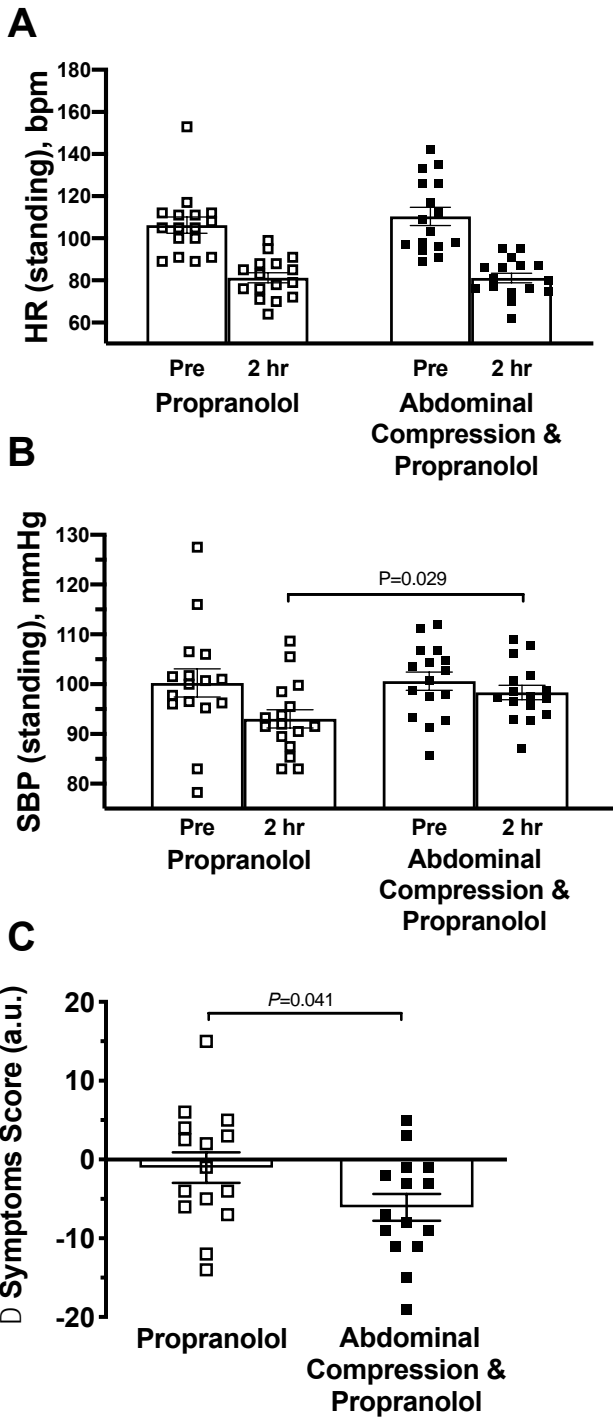 A
HR (standing), bpm
180
160
140
120
100
80
60
Pre 2 hr Pre 2 hr
Propranolol Abdominal
Compression &
Propranolol
B
SBP (standing), mmHg
130
120
110
100
90
80
P=0.029
Pre 2 hr Pre 2 hr
Propranolol Abdominal
Compression &
Propranolol
C
D Symptoms Score (a.u.)
20
10
0
-10
-20
P=0.041
Propranolol Abdominal
Compression &
Propranolol